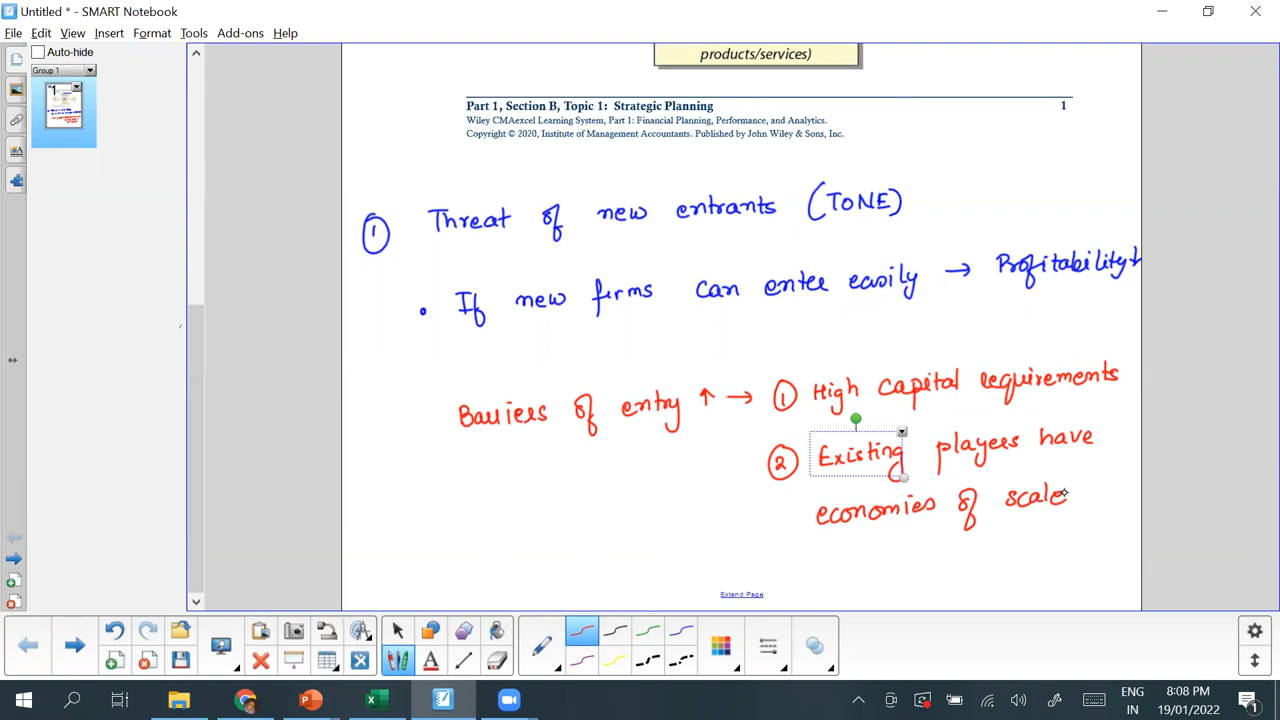 Untitled * - SMART Notebook
File Edit View Insert Format Tools Add-ons Help
Auto-hide
Group 1
1
products/services)
Part 1, Section B, Topic 1: Strategic Planning 1
Wiley CMAexcel Learning System, Part 1: Financial Planning, Performance, and Analytics.
Copyright © 2020, Institute of Management Accountants. Published by John Wiley & Sons, Inc.
① Threat of new entrants (TONE)
• If new firms can enter easily → Profitability↓
Barriers of entry ↑ → ① High capital requirements
② Existing players have
economies of scale
Extend Page
ENG
IN
8:08 PM
19/01/2022
1